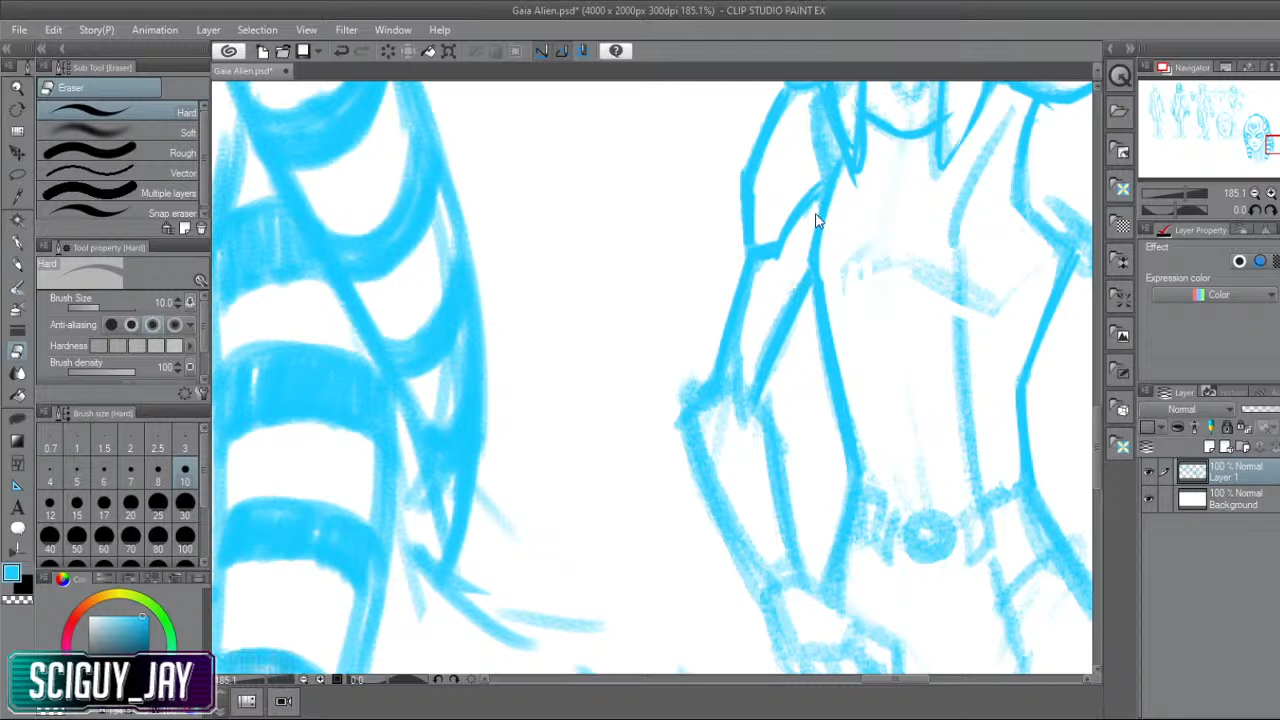 Gaia Alien.psd* (4000 x 2000px 300dpi 185.1%) - CLIP STUDIO PAINT EX
File Edit Story(P) Animation Layer Selection View Filter Window Help
Sub Tool [Eraser]
Eraser
Hard
Soft
Rough
Vector
Multiple layers
Snap eraser
Tool property [Hard]
Hard
Brush Size 10.0
Anti-aliasing
Hardness
Brush density 100
Brush size [Hard]
0.7 1 1.5 2 2.5 3
4 5 6 7 8 10
12 15 17 20 25 30
40 50 60 70 80 100
Gaia Alien.psd*
Navigator
185.1
0.0
Layer Property
Effect
Expression color
Color
Layer
Normal
100 % Normal
Layer 1
100 % Normal
Background
185.1 0.0
SCIGUY_JAY